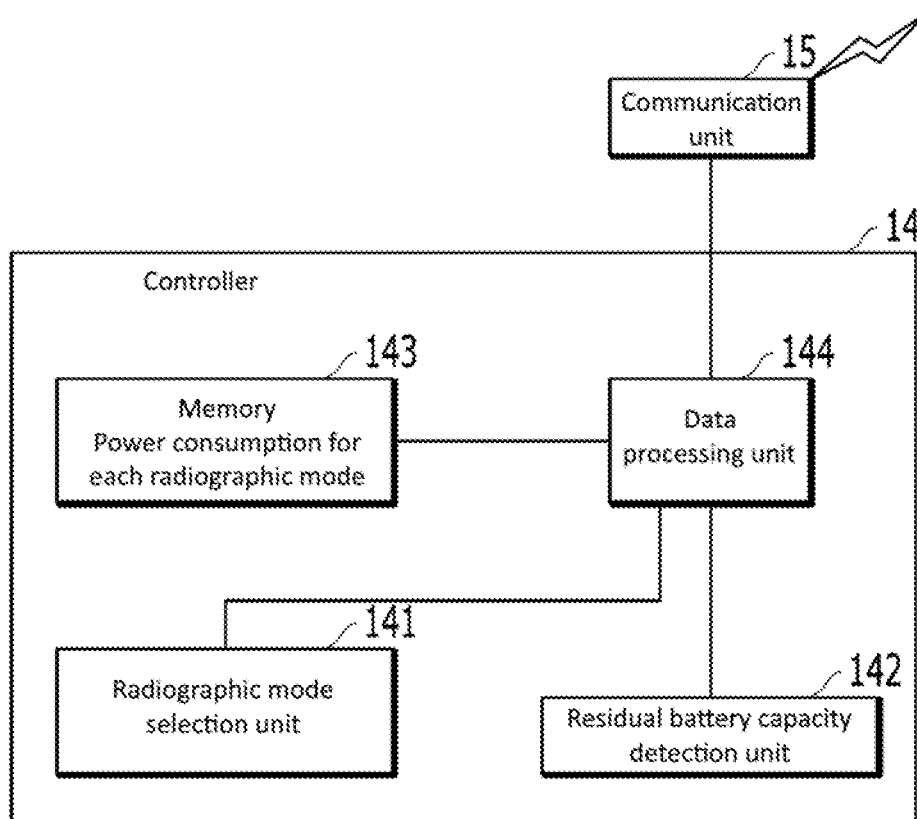 15
Communication
unit
14
Controller
143
Memory
Power consumption for
each radiographic mode
144
Data
processing unit
141
Radiographic mode
selection unit
142
Residual battery capacity
detection unit